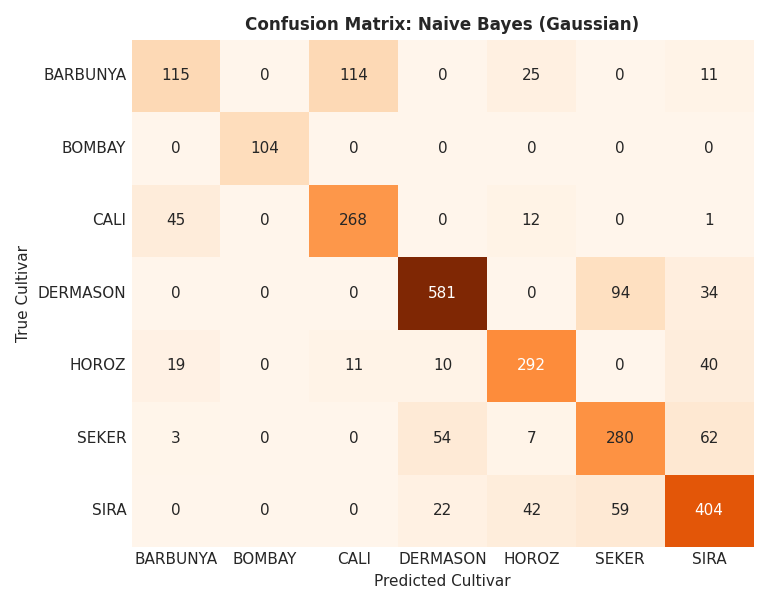 Confusion Matrix: Naive Bayes (Gaussian)
BARBUNYA 115 0 114 0 25 0 11
BOMBAY 0 104 0 0 0 0 0
CALI 45 0 268 0 12 0 1
DERMASON 0 0 0 581 0 94 34
HOROZ 19 0 11 10 292 0 40
SEKER 3 0 0 54 7 280 62
SIRA 0 0 0 22 42 59 404
BARBUNYA BOMBAY CALI DERMASON HOROZ SEKER SIRA
Predicted Cultivar
True Cultivar